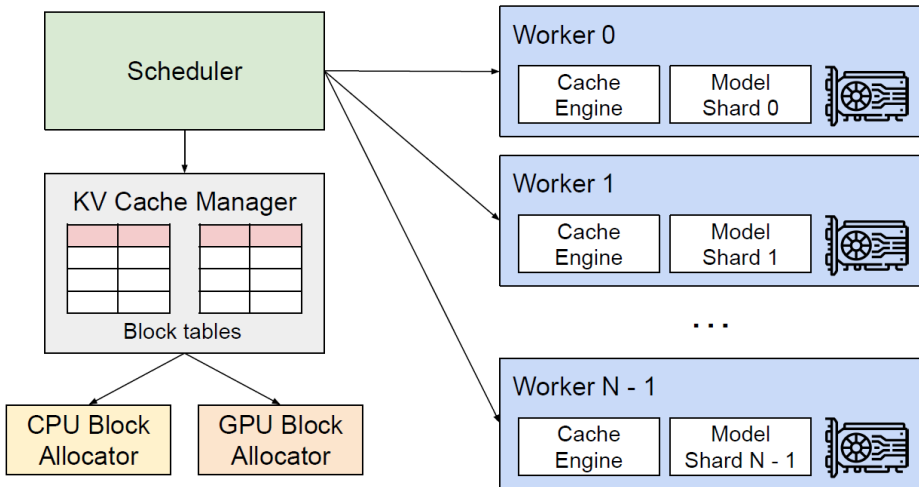 Scheduler
KV Cache Manager
Block tables
CPU Block
Allocator
GPU Block
Allocator
Worker 0
Cache
Engine
Model
Shard 0
Worker 1
Cache
Engine
Model
Shard 1
...
Worker N - 1
Cache
Engine
Model
Shard N - 1